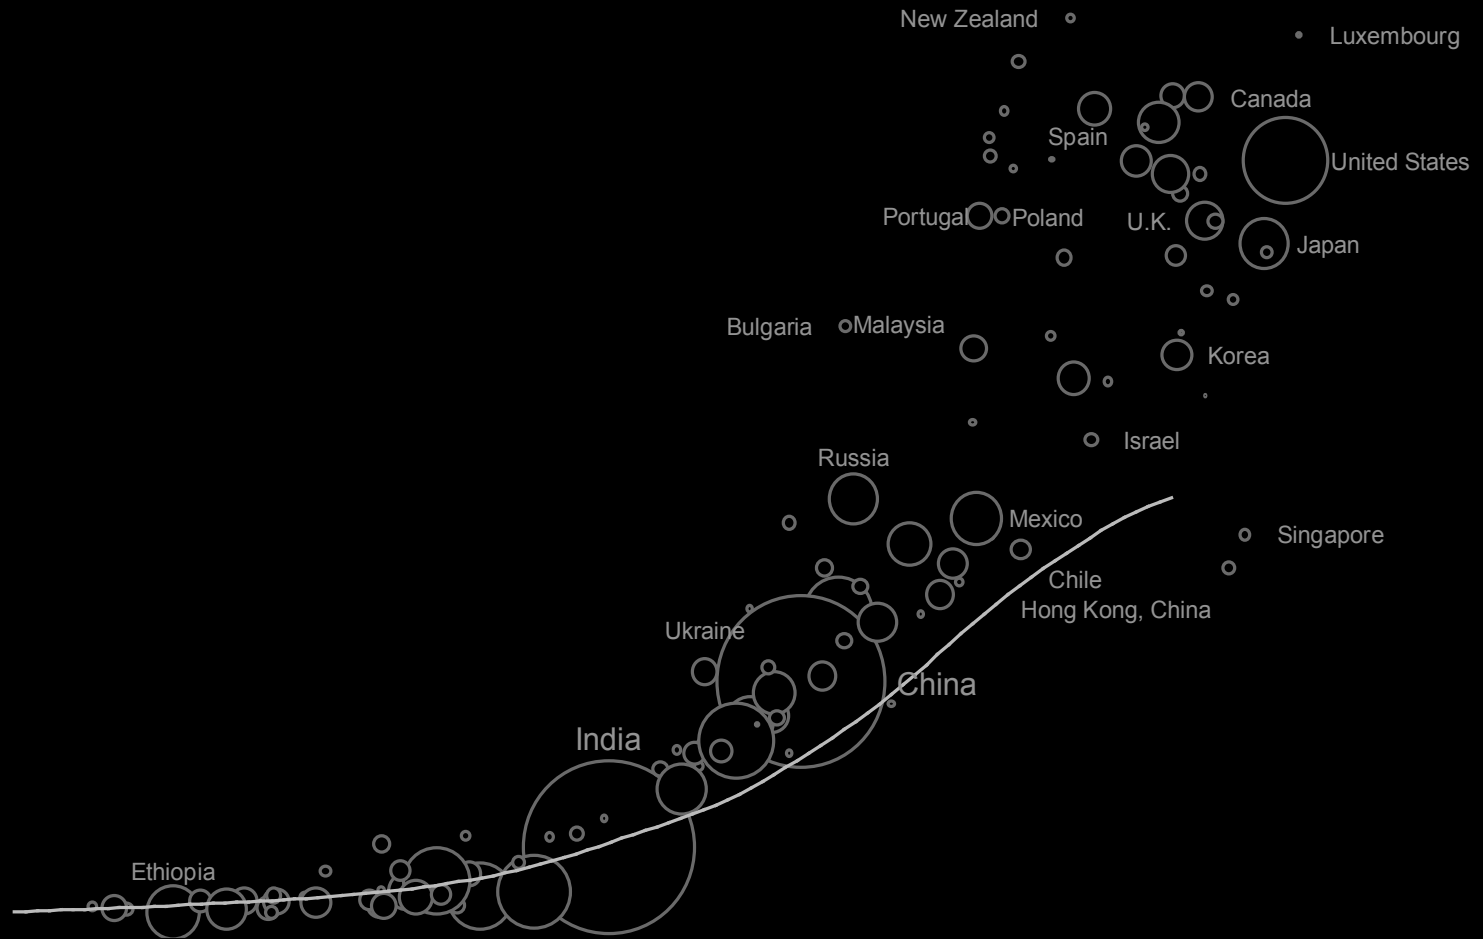 New Zealand
Luxembourg
Canada
Spain
United States
Portugal
Poland
U.K.
Japan
Bulgaria
Malaysia
Korea
Israel
Russia
Mexico
Singapore
Chile
Hong Kong, China
Ukraine
China
India
Ethiopia